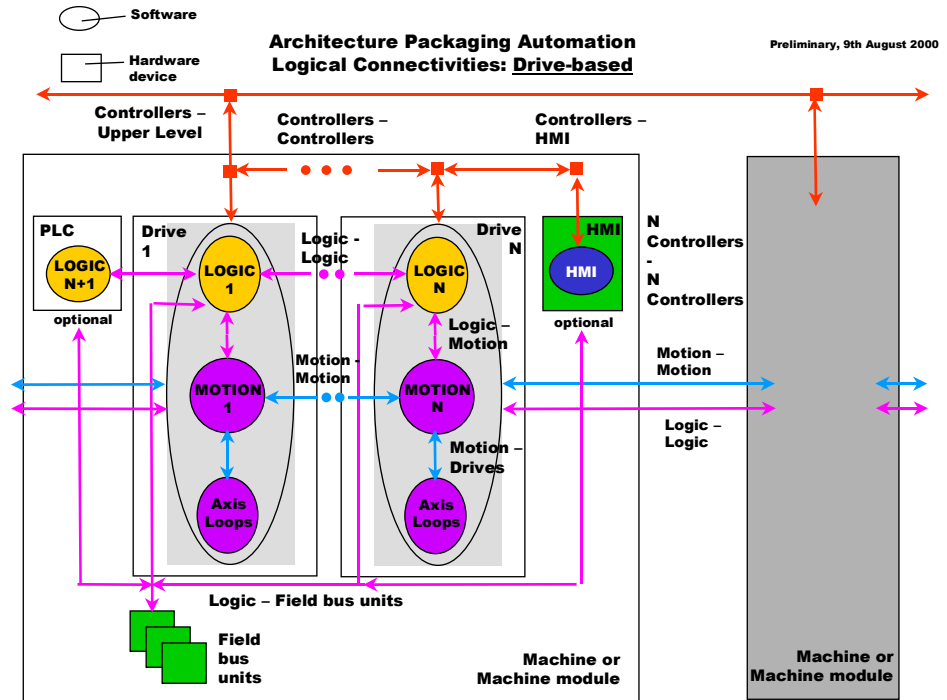 Software
Hardware
device
Architecture Packaging Automation
Logical Connectivities: Drive-based
Preliminary, 9th August 2000
Controllers –
Upper Level
Controllers –
Controllers
Controllers –
HMI
PLC
LOGIC
N+1
optional
Drive
1
LOGIC
1
Logic -
Logic
Drive
N
LOGIC
N
HMI
HMI
optional
N
Controllers
-
N
Controllers
Logic –
Motion
Motion -
Motion
MOTION
1
MOTION
N
Motion –
Motion
Logic –
Logic
Motion –
Drives
Axis
Loops
Axis
Loops
Logic – Field bus units
Field
bus
units
Machine or
Machine module
Machine or
Machine module